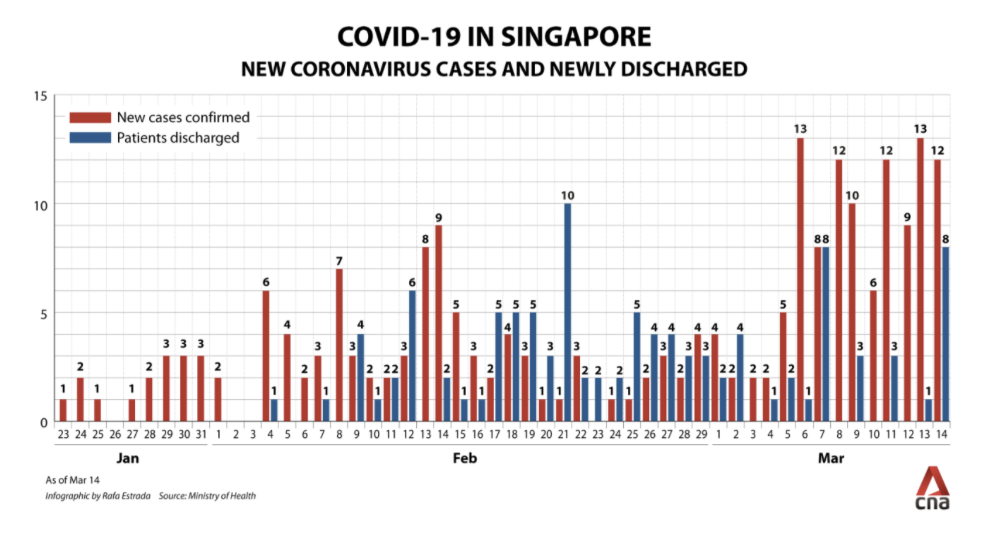 COVID-19 IN SINGAPORE
NEW CORONAVIRUS CASES AND NEWLY DISCHARGED
15
New cases confirmed
Patients discharged
13 13
12 12 12
10 10 10
9 9
8 8 8 8
7
6 6 6
5 5 5 5 5 5 5
4 4 4 4 4 4 4 4
3 3 3 3 3 3 3 3 3 3 3 3 3 3 3
2 2 2 2 2 2 2 2 2 2 2 2 2 2 2 2 2 2 2
1 1 1 1 1 1 1 1 1 1 1 1 1 1 1
0
23 24 25 26 27 28 29 30 31 1 2 3 4 5 6 7 8 9 10 11 12 13 14 15 16 17 18 19 20 21 22 23 24 25 26 27 28 29 1 2 3 4 5 6 7 8 9 10 11 12 13 14
Jan Feb Mar
As of Mar 14
Infographic by Rafa Estrada Source: Ministry of Health
cna